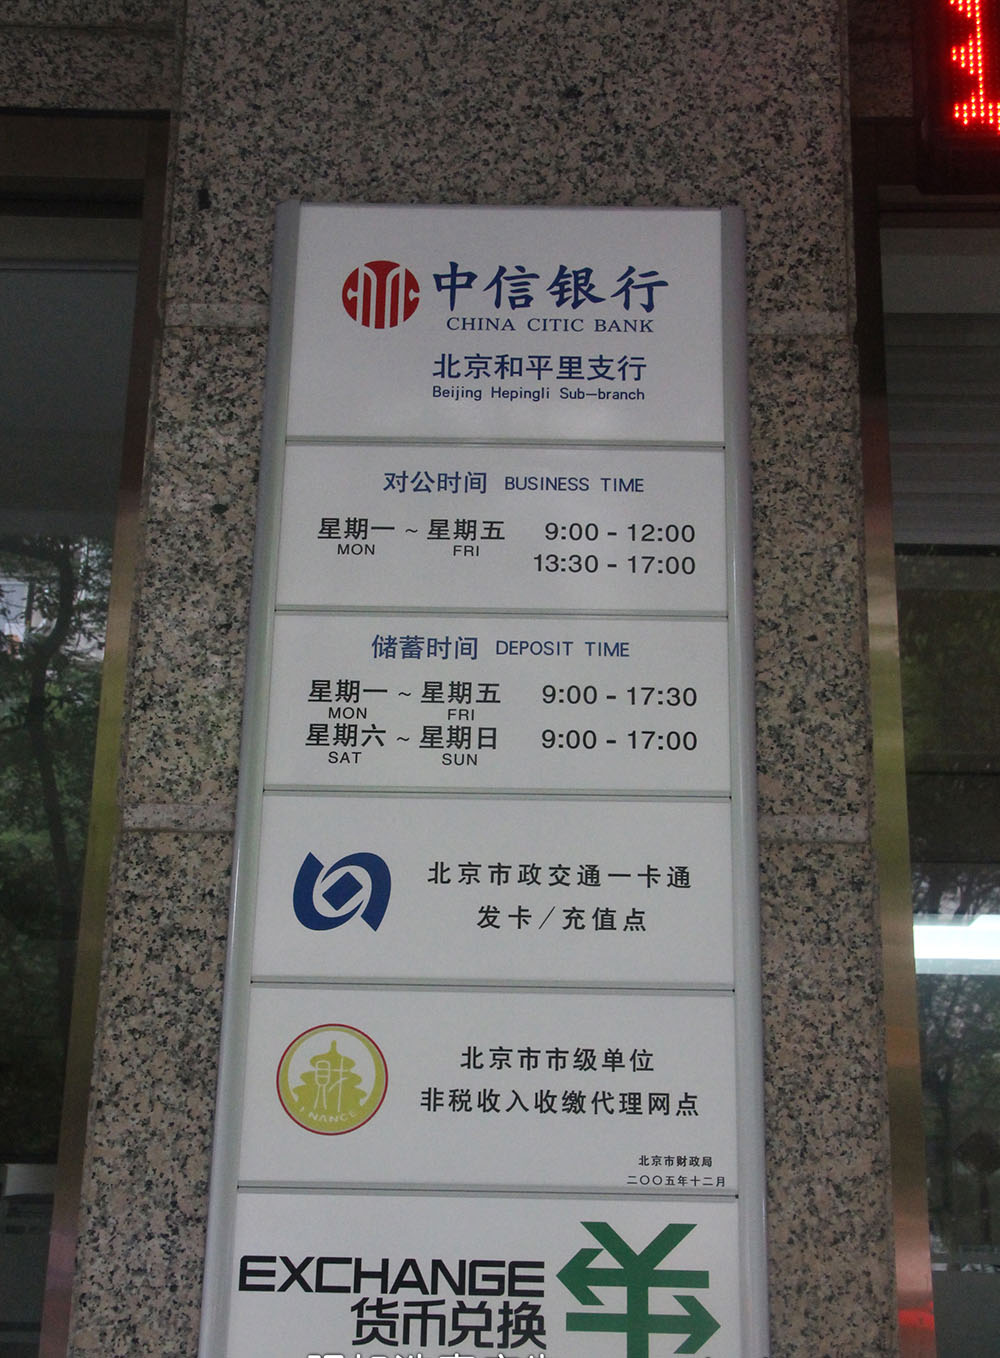 中信银行
CHINA CITIC BANK
北京和平里支行
Beijing Hepingli Sub-branch
对公时间 BUSINESS TIME
星期一 ~ 星期五 9:00 - 12:00
MON FRI
13:30 - 17:00
储蓄时间 DEPOSIT TIME
星期一 ~ 星期五 9:00 - 17:30
MON FRI
星期六 ~ 星期日 9:00 - 17:00
SAT SUN
北京市政交通一卡通
发卡/充值点
财
北京市市级单位
非税收入收缴代理网点
北京市财政局
二〇〇五年十二月
EXCHANGE
货币兑换